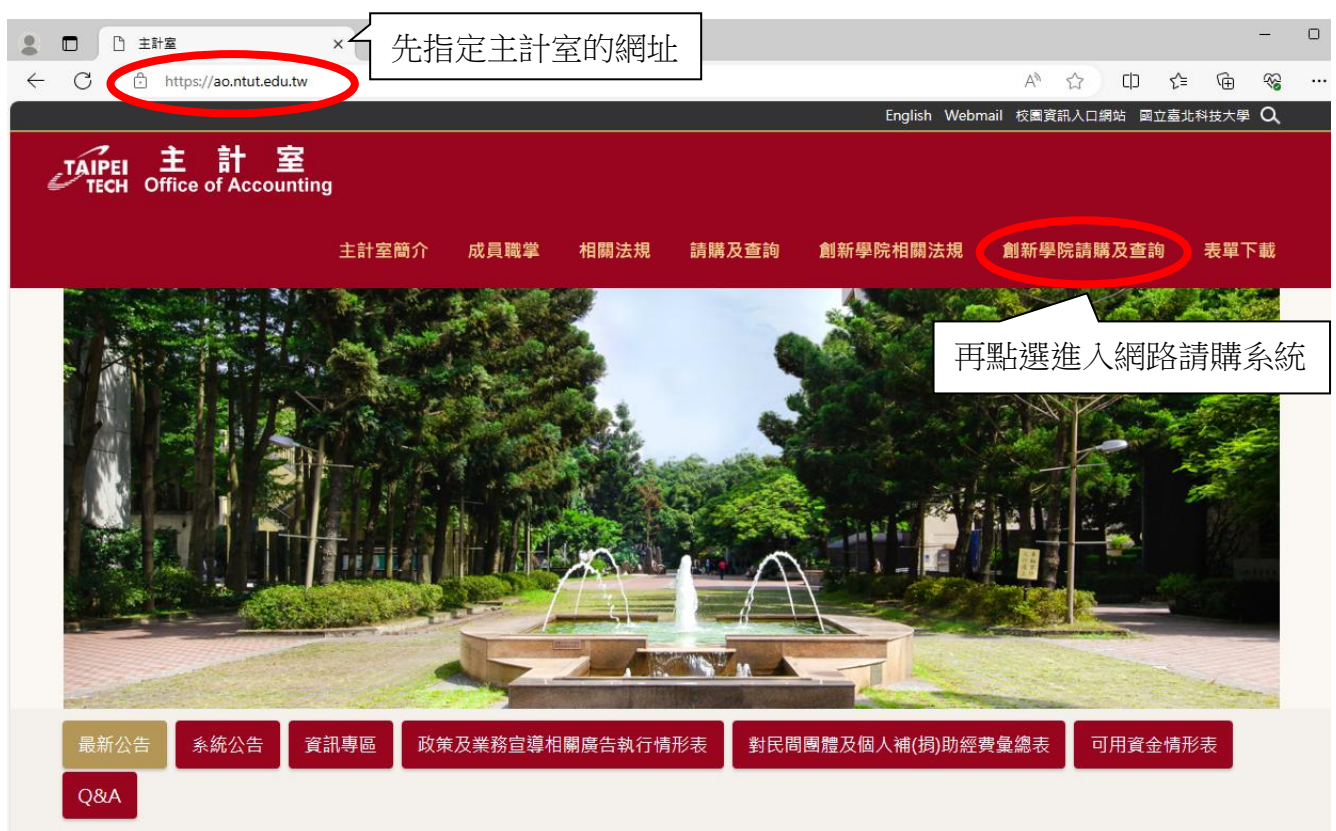 主計室
先指定主計室的網址
https://ao.ntut.edu.tw
English Webmail 校園資訊入口網站 國立臺北科技大學
TAIPEI TECH
主 計 室
Office of Accounting
主計室簡介 成員職掌 相關法規 請購及查詢 創新學院相關法規 創新學院請購及查詢 表單下載
再點選進入網路請購系統
最新公告 系統公告 資訊專區 政策及業務宣導相關廣告執行情形表 對民間團體及個人補(捐)助經費彙總表 可用資金情形表
Q&A